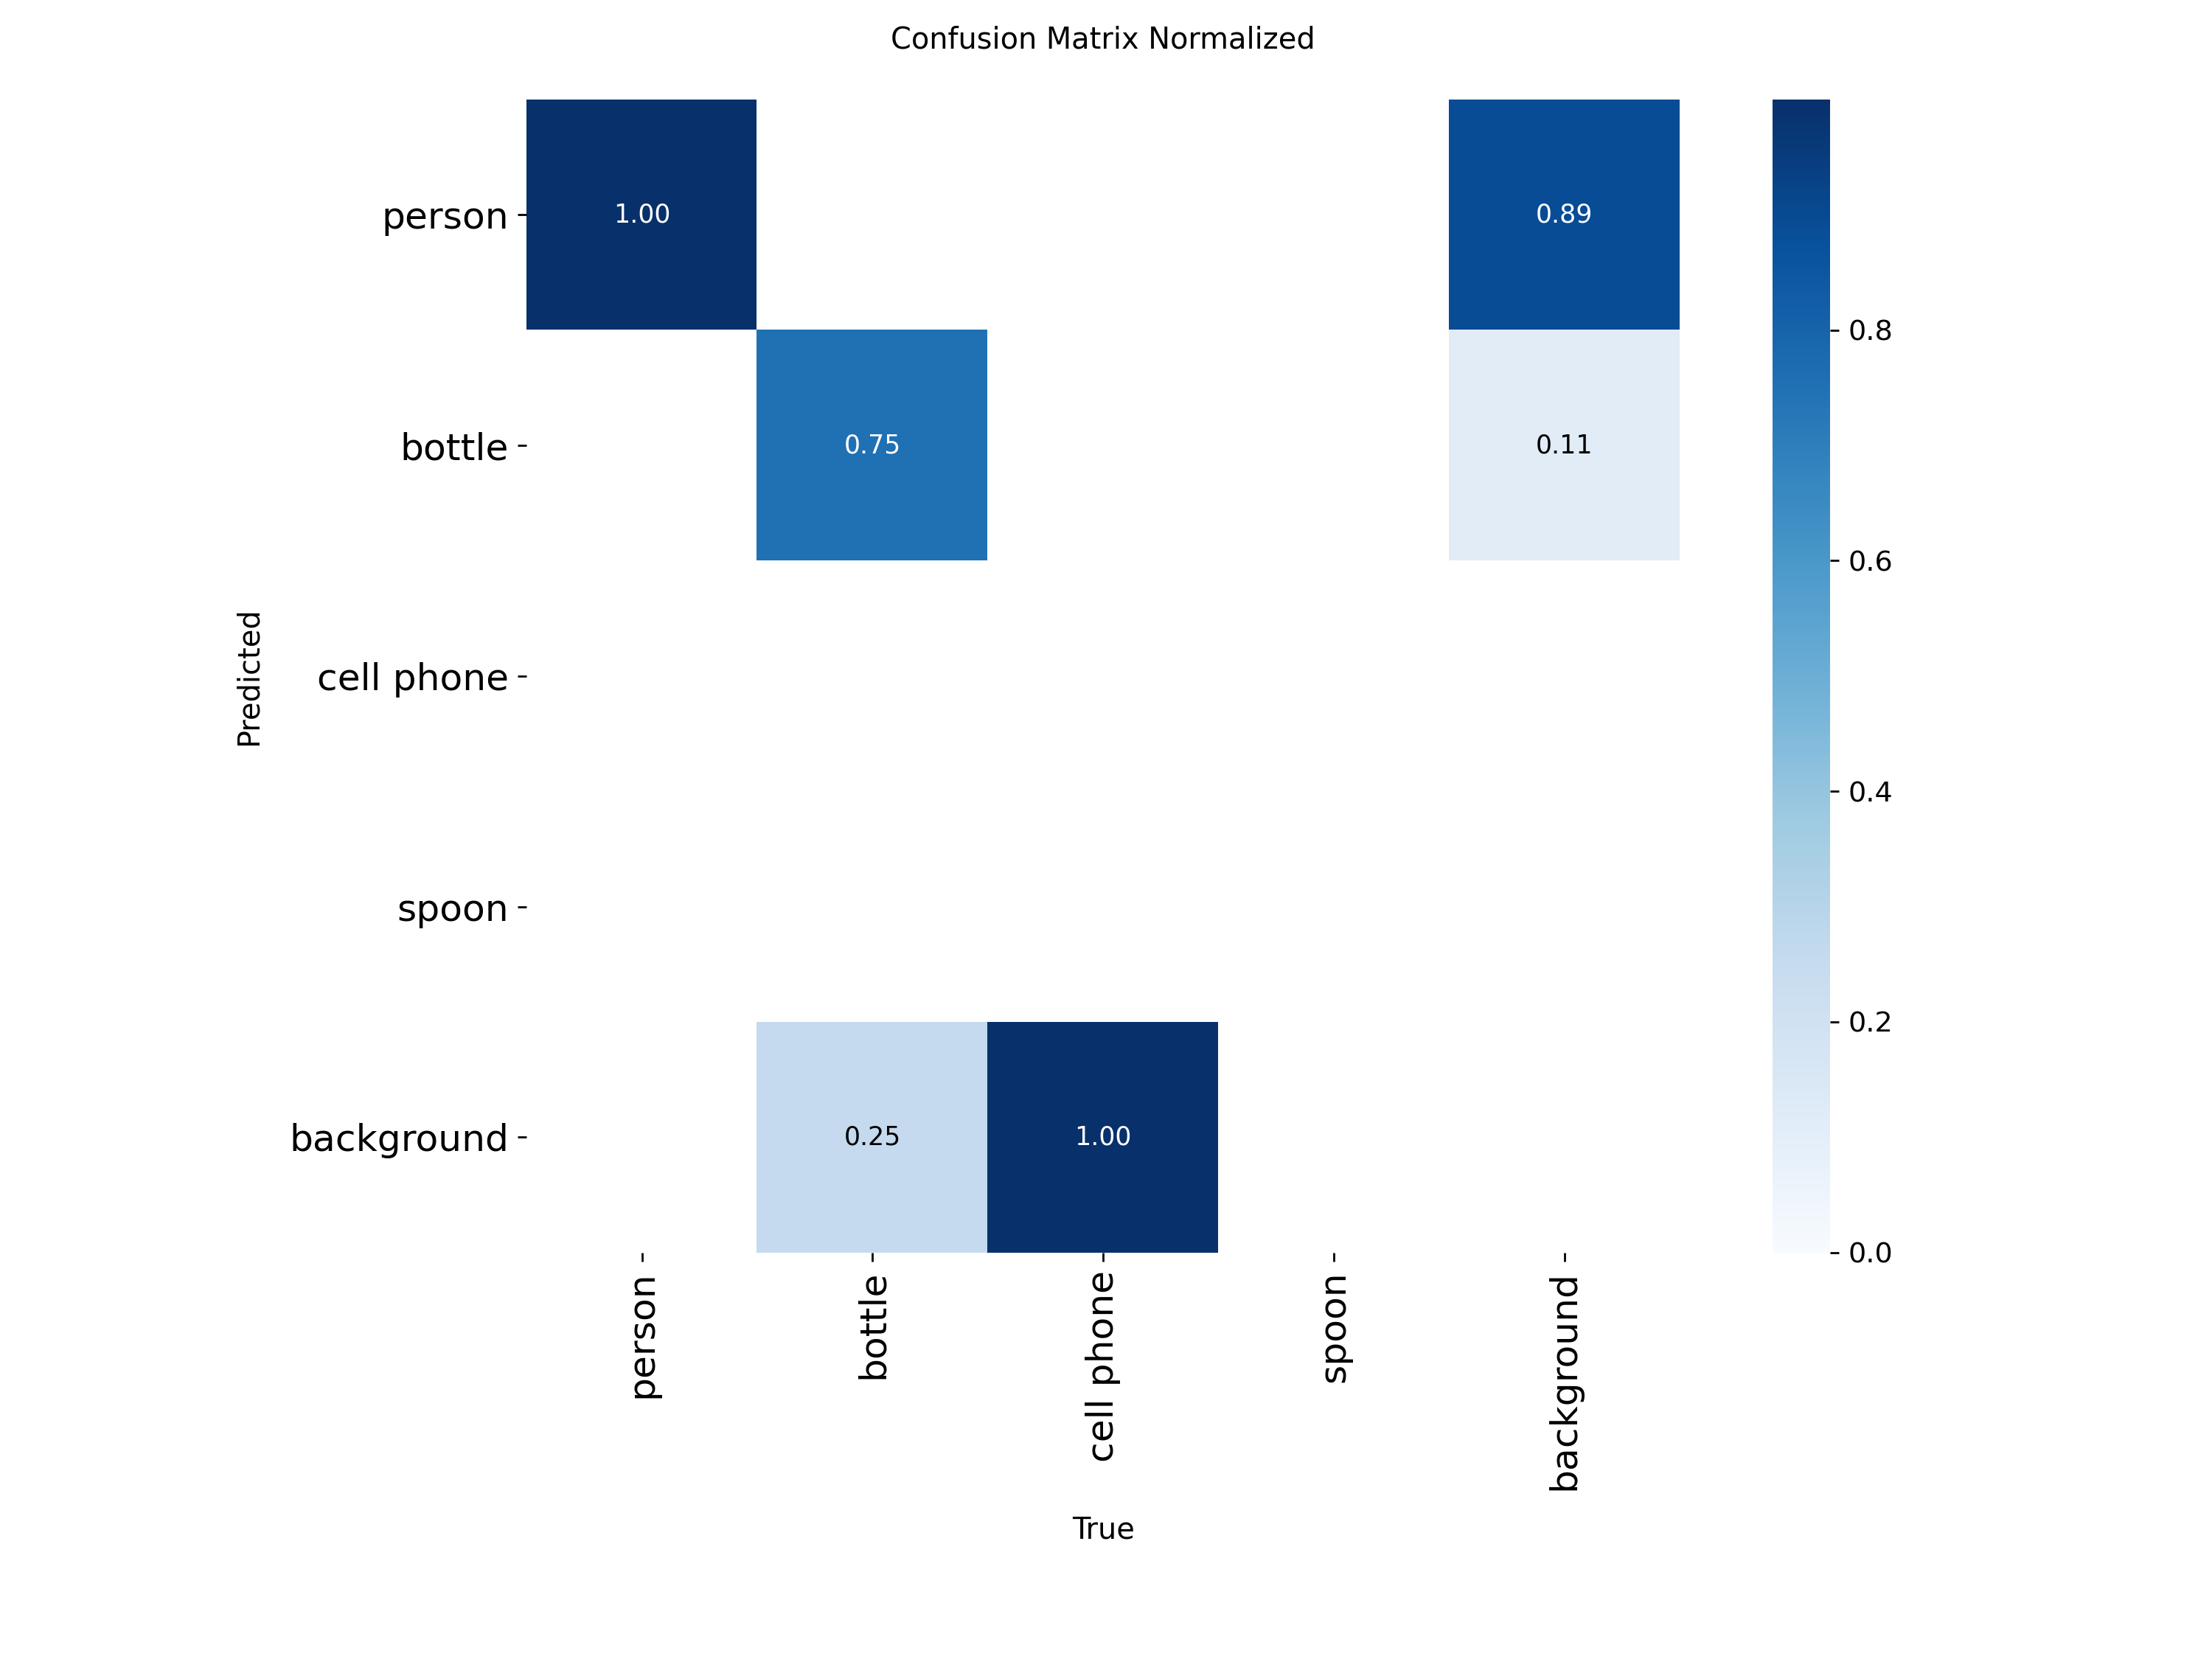 Confusion Matrix Normalized
person
1.00
0.89
0.8
bottle
0.75
0.11
0.6
Predicted
cell phone
0.4
spoon
0.2
background
0.25
1.00
0.0
person
bottle
cell phone
spoon
background
True